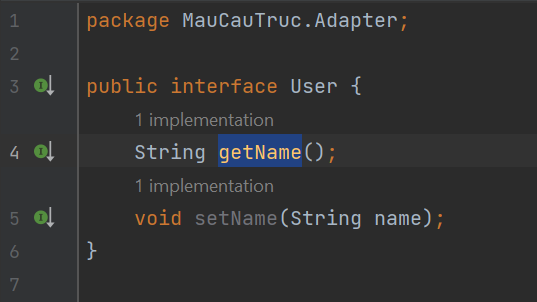 1 package MauCauTruc.Adapter;
2
3 public interface User {
1 implementation
4 String getName();
1 implementation
5 void setName(String name);
6 }
7